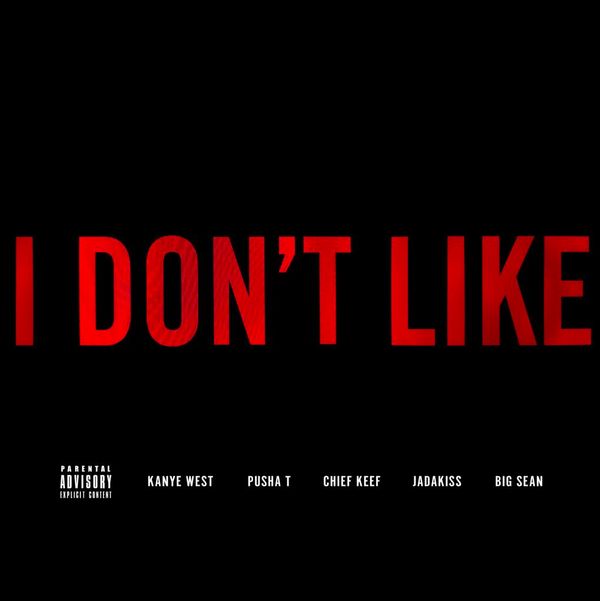 I DON'T LIKE
PARENTAL
ADVISORY
EXPLICIT CONTENT
KANYE WEST PUSHA T CHIEF KEEF JADAKISS BIG SEAN